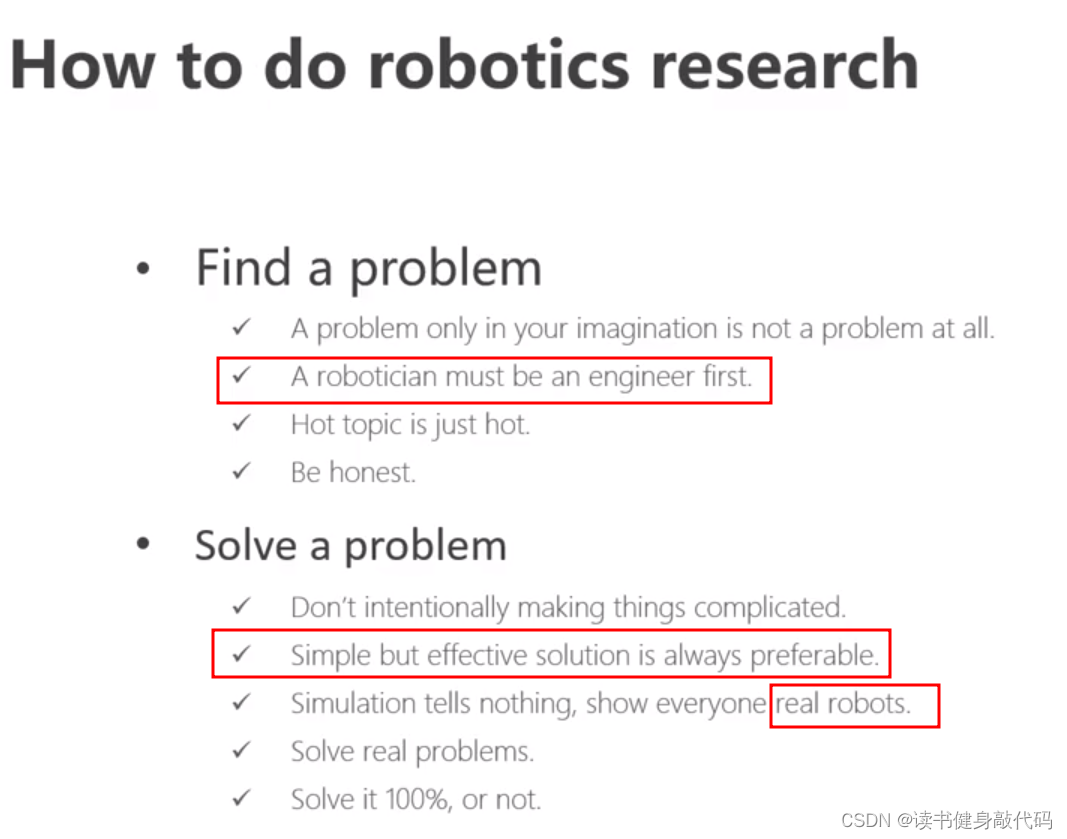 How to do robotics research
• Find a problem
✓ A problem only in your imagination is not a problem at all.
✓ A robotician must be an engineer first.
✓ Hot topic is just hot.
✓ Be honest.
• Solve a problem
✓ Don't intentionally making things complicated.
✓ Simple but effective solution is always preferable.
✓ Simulation tells nothing, show everyone real robots.
✓ Solve real problems.
✓ Solve it 100%, or not.
CSDN @读书健身敲代码